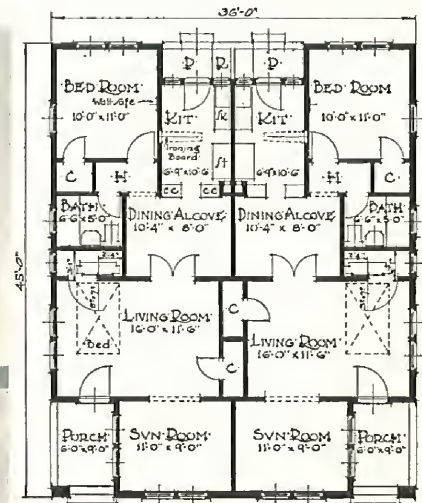 36'-0"
45'-0"
P. R. P.
BED ROOM
Wall Safe
10'-0" x 11'-0"
KIT.
Sk
KIT.
BED ROOM
10'-0" x 11'-0"
Ironing
Board
St
6'-9" x 10'-6"
6'-9" x 10'-6"
C H
CC CC
H C
BATH
6'-6" x 5'-0"
DINING ALCOVE
10'-4" x 8'-0"
DINING ALCOVE
10'-4" x 8'-0"
BATH
6'-6" x 5'-0"
LIVING ROOM
16'-0" x 11'-6"
Bed
C
C
LIVING ROOM
16'-0" x 11'-6"
PORCH
6'-0" x 9'-0"
SVN ROOM
11'-0" x 9'-0"
SVN ROOM
11'-0" x 9'-0"
PORCH
6'-0" x 9'-0"